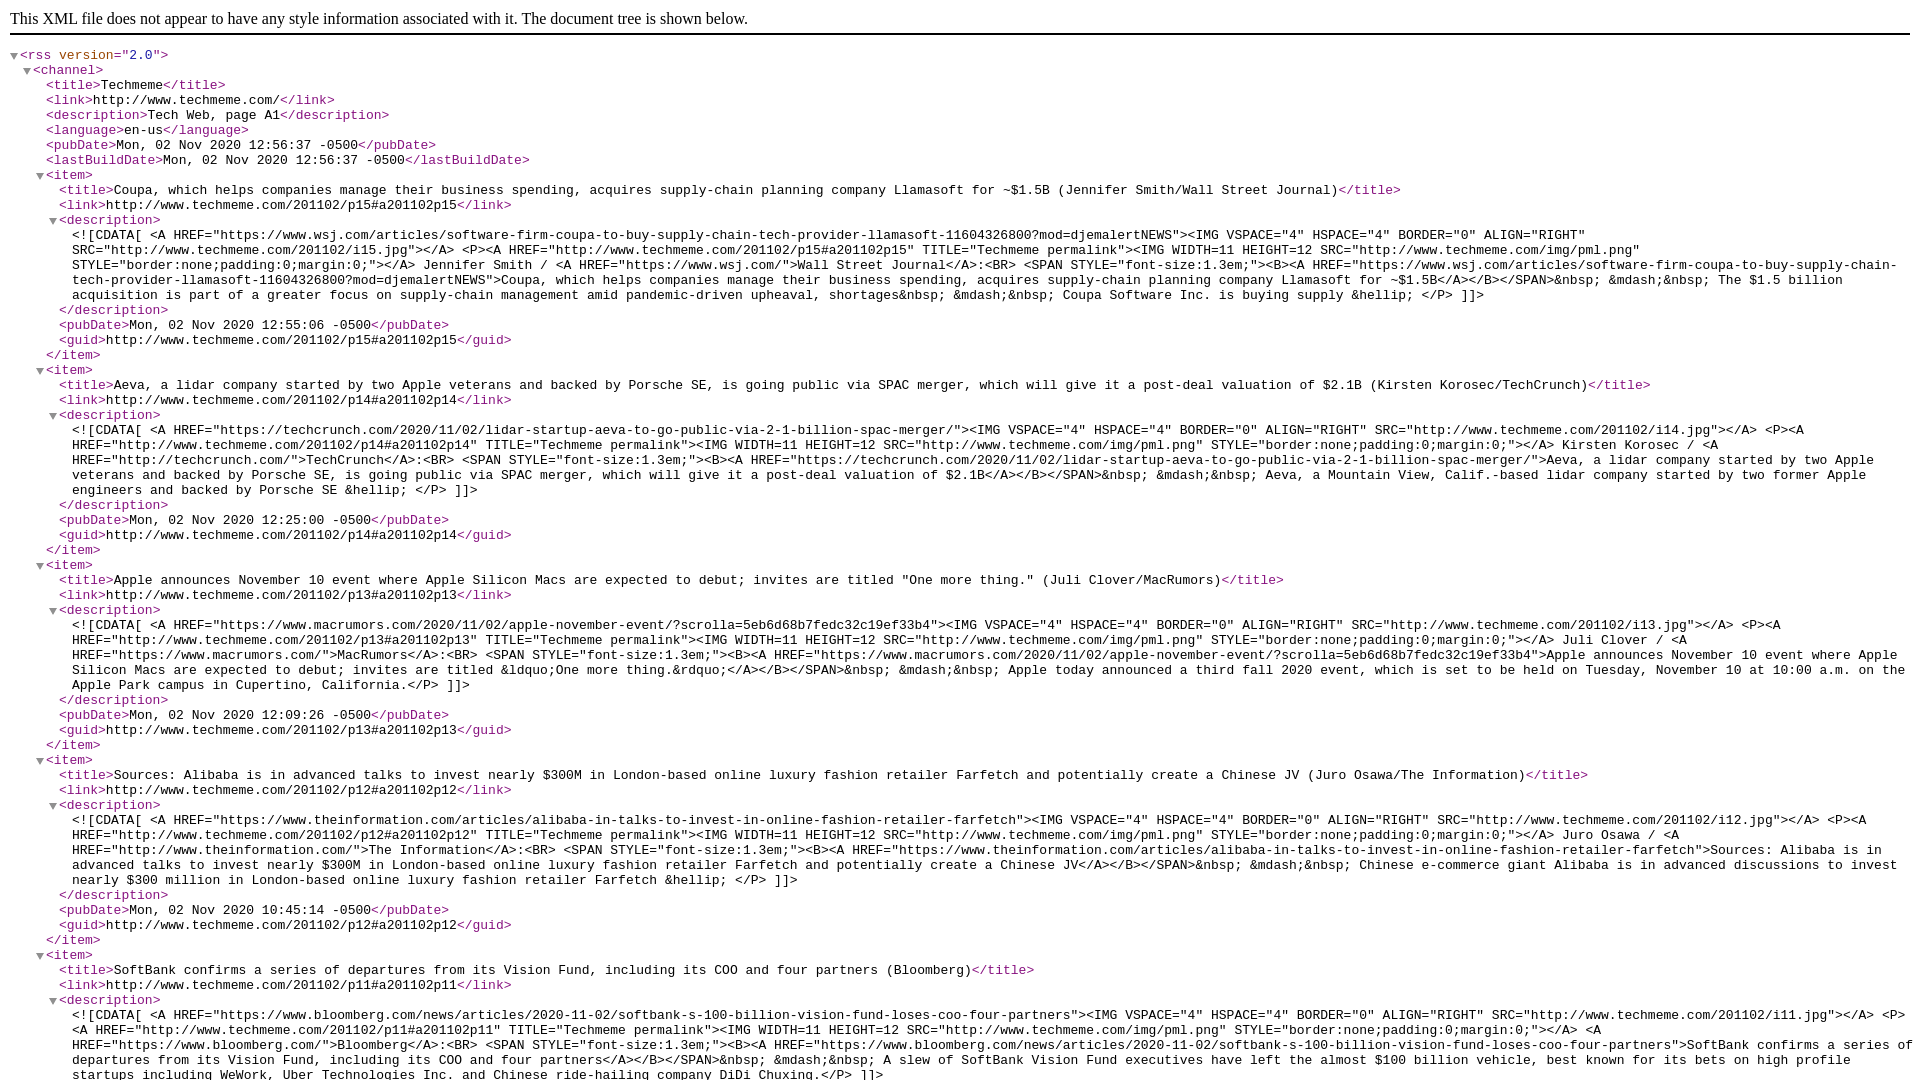 This XML file does not appear to have any style information associated with it. The document tree is shown below.
<rss version="2.0">
<channel>
<title>Techmeme</title>
<link>http://www.techmeme.com/</link>
<description>Tech Web, page A1</description>
<language>en-us</language>
<pubDate>Mon, 02 Nov 2020 12:56:37 -0500</pubDate>
<lastBuildDate>Mon, 02 Nov 2020 12:56:37 -0500</lastBuildDate>
<item>
<title>Coupa, which helps companies manage their business spending, acquires supply-chain planning company Llamasoft for ~$1.5B (Jennifer Smith/Wall Street Journal)</title>
<link>http://www.techmeme.com/201102/p15#a201102p15</link>
<description>
<![CDATA[ <A HREF="https://www.wsj.com/articles/software-firm-coupa-to-buy-supply-chain-tech-provider-llamasoft-11604326800?mod=djemalertNEWS"><IMG VSPACE="4" HSPACE="4" BORDER="0" ALIGN="RIGHT"
SRC="http://www.techmeme.com/201102/i15.jpg"></A> <P><A HREF="http://www.techmeme.com/201102/p15#a201102p15" TITLE="Techmeme permalink"><IMG WIDTH=11 HEIGHT=12 SRC="http://www.techmeme.com/img/pml.png"
STYLE="border:none;padding:0;margin:0;"></A> Jennifer Smith / <A HREF="https://www.wsj.com/">Wall Street Journal</A>:<BR> <SPAN STYLE="font-size:1.3em;"><B><A HREF="https://www.wsj.com/articles/software-firm-coupa-to-buy-supply-chain-
tech-provider-llamasoft-11604326800?mod=djemalertNEWS">Coupa, which helps companies manage their business spending, acquires supply-chain planning company Llamasoft for ~$1.5B</A></B></SPAN>&nbsp; &mdash;&nbsp; The $1.5 billion
acquisition is part of a greater focus on supply-chain management amid pandemic-driven upheaval, shortages&nbsp; &mdash;&nbsp; Coupa Software Inc. is buying supply &hellip; </P> ]]>
</description>
<pubDate>Mon, 02 Nov 2020 12:55:06 -0500</pubDate>
<guid>http://www.techmeme.com/201102/p15#a201102p15</guid>
</item>
<item>
<title>Aeva, a lidar company started by two Apple veterans and backed by Porsche SE, is going public via SPAC merger, which will give it a post-deal valuation of $2.1B (Kirsten Korosec/TechCrunch)</title>
<link>http://www.techmeme.com/201102/p14#a201102p14</link>
<description>
<![CDATA[ <A HREF="https://techcrunch.com/2020/11/02/lidar-startup-aeva-to-go-public-via-2-1-billion-spac-merger/"><IMG VSPACE="4" HSPACE="4" BORDER="0" ALIGN="RIGHT" SRC="http://www.techmeme.com/201102/i14.jpg"></A> <P><A
HREF="http://www.techmeme.com/201102/p14#a201102p14" TITLE="Techmeme permalink"><IMG WIDTH=11 HEIGHT=12 SRC="http://www.techmeme.com/img/pml.png" STYLE="border:none;padding:0;margin:0;"></A> Kirsten Korosec / <A
HREF="http://techcrunch.com/">TechCrunch</A>:<BR> <SPAN STYLE="font-size:1.3em;"><B><A HREF="https://techcrunch.com/2020/11/02/lidar-startup-aeva-to-go-public-via-2-1-billion-spac-merger/">Aeva, a lidar company started by two Apple
veterans and backed by Porsche SE, is going public via SPAC merger, which will give it a post-deal valuation of $2.1B</A></B></SPAN>&nbsp; &mdash;&nbsp; Aeva, a Mountain View, Calif.-based lidar company started by two former Apple
engineers and backed by Porsche SE &hellip; </P> ]]>
</description>
<pubDate>Mon, 02 Nov 2020 12:25:00 -0500</pubDate>
<guid>http://www.techmeme.com/201102/p14#a201102p14</guid>
</item>
<item>
<title>Apple announces November 10 event where Apple Silicon Macs are expected to debut; invites are titled "One more thing." (Juli Clover/MacRumors)</title>
<link>http://www.techmeme.com/201102/p13#a201102p13</link>
<description>
<![CDATA[ <A HREF="https://www.macrumors.com/2020/11/02/apple-november-event/?scrolla=5eb6d68b7fedc32c19ef33b4"><IMG VSPACE="4" HSPACE="4" BORDER="0" ALIGN="RIGHT" SRC="http://www.techmeme.com/201102/i13.jpg"></A> <P><A
HREF="http://www.techmeme.com/201102/p13#a201102p13" TITLE="Techmeme permalink"><IMG WIDTH=11 HEIGHT=12 SRC="http://www.techmeme.com/img/pml.png" STYLE="border:none;padding:0;margin:0;"></A> Juli Clover / <A
HREF="https://www.macrumors.com/">MacRumors</A>:<BR> <SPAN STYLE="font-size:1.3em;"><B><A HREF="https://www.macrumors.com/2020/11/02/apple-november-event/?scrolla=5eb6d68b7fedc32c19ef33b4">Apple announces November 10 event where Apple
Silicon Macs are expected to debut; invites are titled &ldquo;One more thing.&rdquo;</A></B></SPAN>&nbsp; &mdash;&nbsp; Apple today announced a third fall 2020 event, which is set to be held on Tuesday, November 10 at 10:00 a.m. on the
Apple Park campus in Cupertino, California.</P> ]]>
</description>
<pubDate>Mon, 02 Nov 2020 12:09:26 -0500</pubDate>
<guid>http://www.techmeme.com/201102/p13#a201102p13</guid>
</item>
<item>
<title>Sources: Alibaba is in advanced talks to invest nearly $300M in London-based online luxury fashion retailer Farfetch and potentially create a Chinese JV (Juro Osawa/The Information)</title>
<link>http://www.techmeme.com/201102/p12#a201102p12</link>
<description>
<![CDATA[ <A HREF="https://www.theinformation.com/articles/alibaba-in-talks-to-invest-in-online-fashion-retailer-farfetch"><IMG VSPACE="4" HSPACE="4" BORDER="0" ALIGN="RIGHT" SRC="http://www.techmeme.com/201102/i12.jpg"></A> <P><A
HREF="http://www.techmeme.com/201102/p12#a201102p12" TITLE="Techmeme permalink"><IMG WIDTH=11 HEIGHT=12 SRC="http://www.techmeme.com/img/pml.png" STYLE="border:none;padding:0;margin:0;"></A> Juro Osawa / <A
HREF="http://www.theinformation.com/">The Information</A>:<BR> <SPAN STYLE="font-size:1.3em;"><B><A HREF="https://www.theinformation.com/articles/alibaba-in-talks-to-invest-in-online-fashion-retailer-farfetch">Sources: Alibaba is in
advanced talks to invest nearly $300M in London-based online luxury fashion retailer Farfetch and potentially create a Chinese JV</A></B></SPAN>&nbsp; &mdash;&nbsp; Chinese e-commerce giant Alibaba is in advanced discussions to invest
nearly $300 million in London-based online luxury fashion retailer Farfetch &hellip; </P> ]]>
</description>
<pubDate>Mon, 02 Nov 2020 10:45:14 -0500</pubDate>
<guid>http://www.techmeme.com/201102/p12#a201102p12</guid>
</item>
<item>
<title>SoftBank confirms a series of departures from its Vision Fund, including its COO and four partners (Bloomberg)</title>
<link>http://www.techmeme.com/201102/p11#a201102p11</link>
<description>
<![CDATA[ <A HREF="https://www.bloomberg.com/news/articles/2020-11-02/softbank-s-100-billion-vision-fund-loses-coo-four-partners"><IMG VSPACE="4" HSPACE="4" BORDER="0" ALIGN="RIGHT" SRC="http://www.techmeme.com/201102/i11.jpg"></A> <P>
<A HREF="http://www.techmeme.com/201102/p11#a201102p11" TITLE="Techmeme permalink"><IMG WIDTH=11 HEIGHT=12 SRC="http://www.techmeme.com/img/pml.png" STYLE="border:none;padding:0;margin:0;"></A> <A
HREF="https://www.bloomberg.com/">Bloomberg</A>:<BR> <SPAN STYLE="font-size:1.3em;"><B><A HREF="https://www.bloomberg.com/news/articles/2020-11-02/softbank-s-100-billion-vision-fund-loses-coo-four-partners">SoftBank confirms a series of
departures from its Vision Fund, including its COO and four partners</A></B></SPAN>&nbsp; &mdash;&nbsp; A slew of SoftBank Vision Fund executives have left the almost $100 billion vehicle, best known for its bets on high profile
startups including WeWork, Uber Technologies Inc. and Chinese ride-hailing company DiDi Chuxing.</P> ]]>